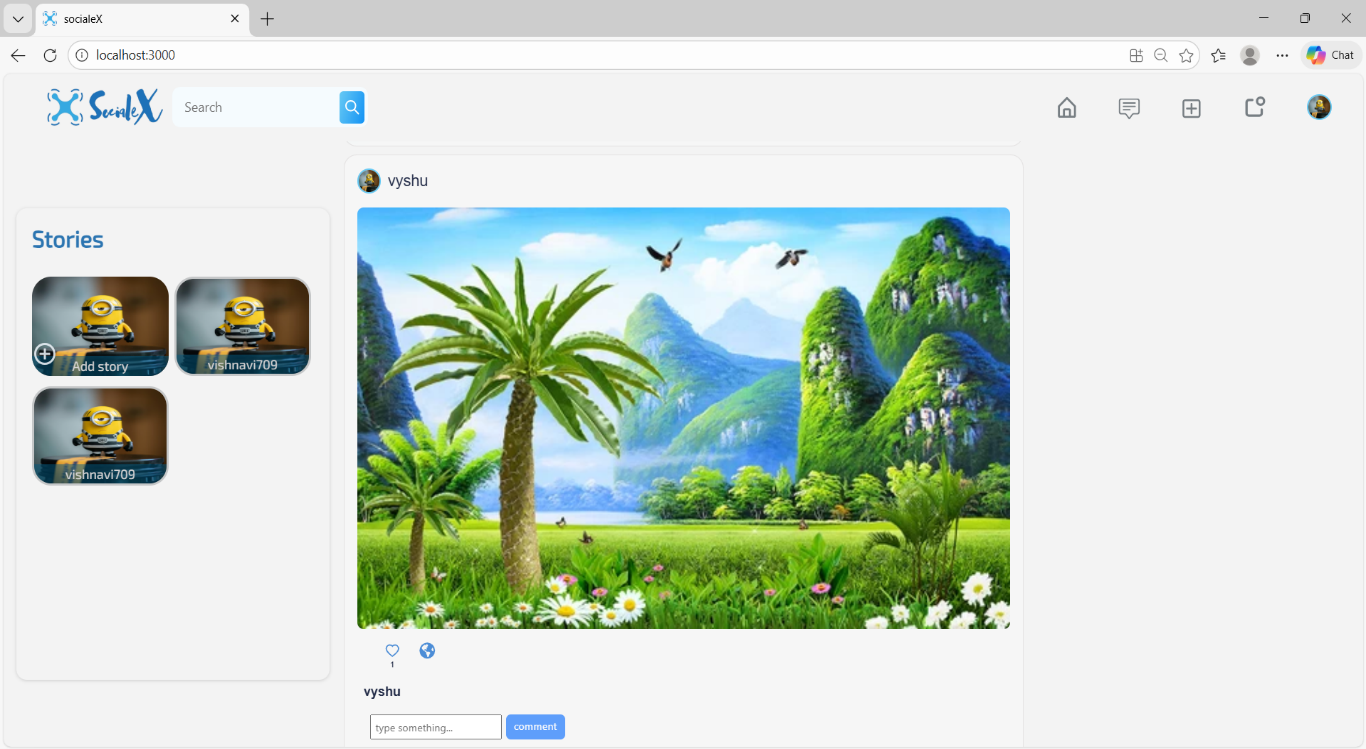 socialeX
localhost:3000
Chat
SocialeX
Search
vyshu
Stories
Add story
vishnavi709
vishnavi709
1
vyshu
type something...
comment